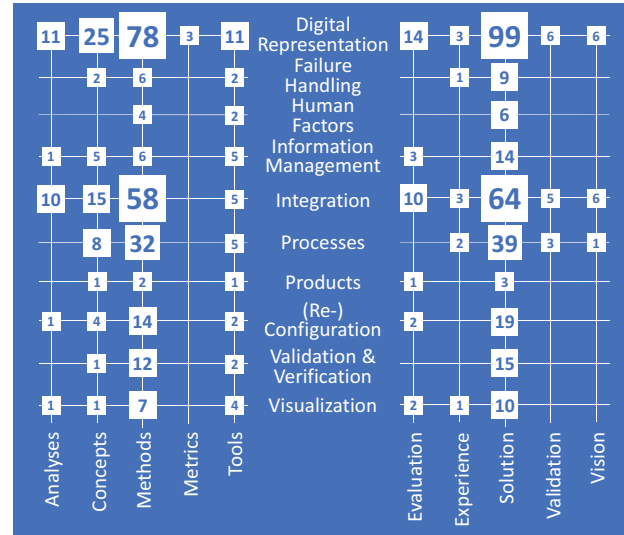 11 25 78 3 11 Digital Representation 14 3 99 6 6
2 6 2 Failure Handling 1 9
4 2 Human Factors 6
1 5 6 5 Information Management 3 14
10 15 58 5 Integration 10 3 64 5 6
8 32 5 Processes 2 39 3 1
1 2 1 Products 1 3
1 4 14 2 (Re-) Configuration 2 19
1 12 2 Validation & Verification 15
1 1 7 4 Visualization 2 1 10
Analyses Concepts Methods Metrics Tools Evaluation Experience Solution Validation Vision